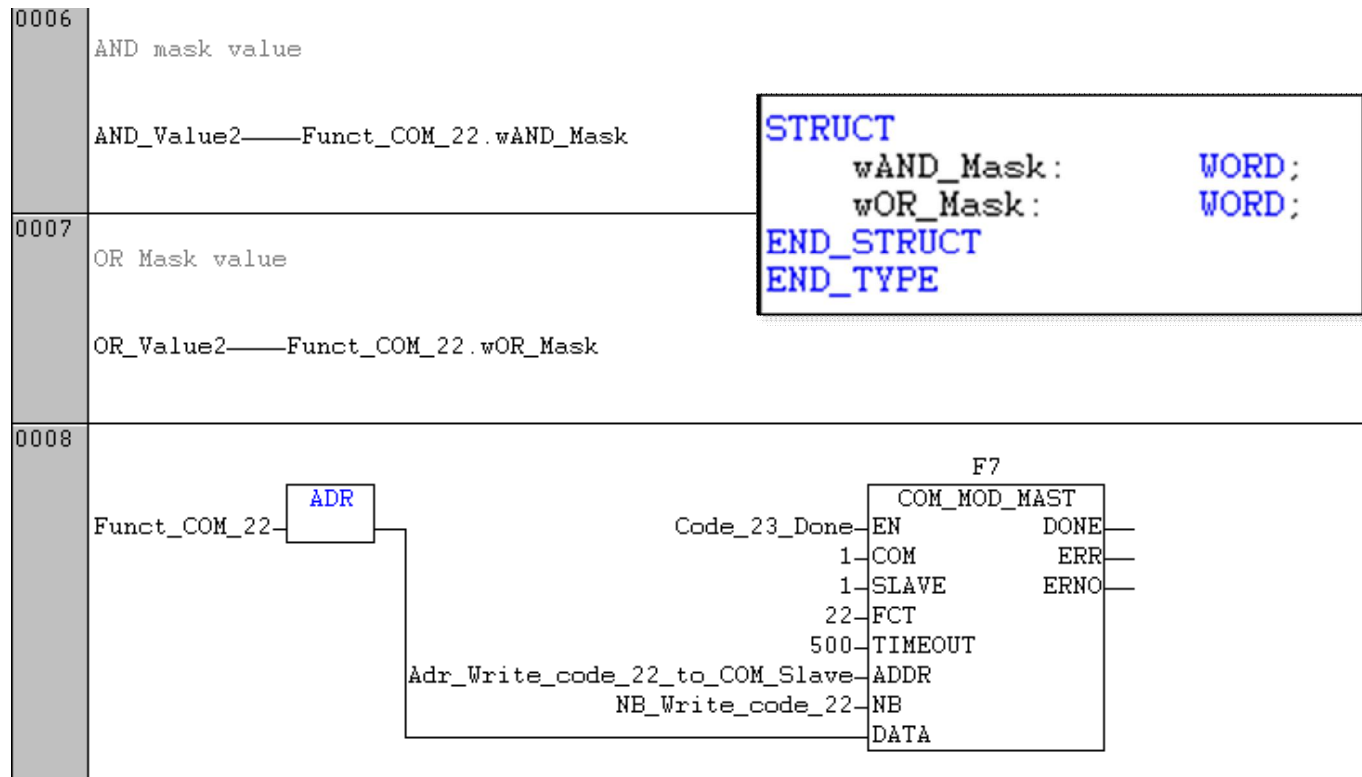 0006
AND mask value
AND_Value2 Funct_COM_22.wAND_Mask
STRUCT
wAND_Mask: WORD;
wOR_Mask: WORD;
END_STRUCT
END_TYPE
0007
OR Mask value
OR_Value2 Funct_COM_22.wOR_Mask
0008
F7
ADR COM_MOD_MAST
Funct_COM_22 Code_23_Done EN DONE
1 COM ERR
1 SLAVE ERNO
22 FCT
500 TIMEOUT
Adr_Write_code_22_to_COM_Slave ADDR
NB_Write_code_22 NB
DATA